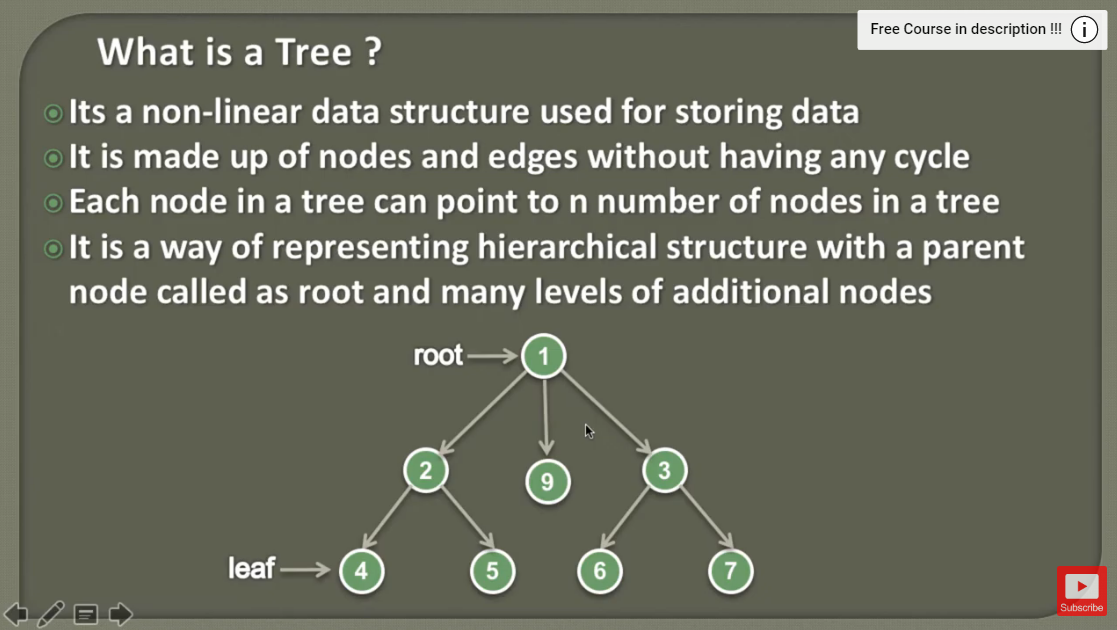 Free Course in description !!!
What is a Tree ?
Its a non-linear data structure used for storing data
It is made up of nodes and edges without having any cycle
Each node in a tree can point to n number of nodes in a tree
It is a way of representing hierarchical structure with a parent
node called as root and many levels of additional nodes
root
1
2
9
3
leaf
4
5
6
7
Subscribe